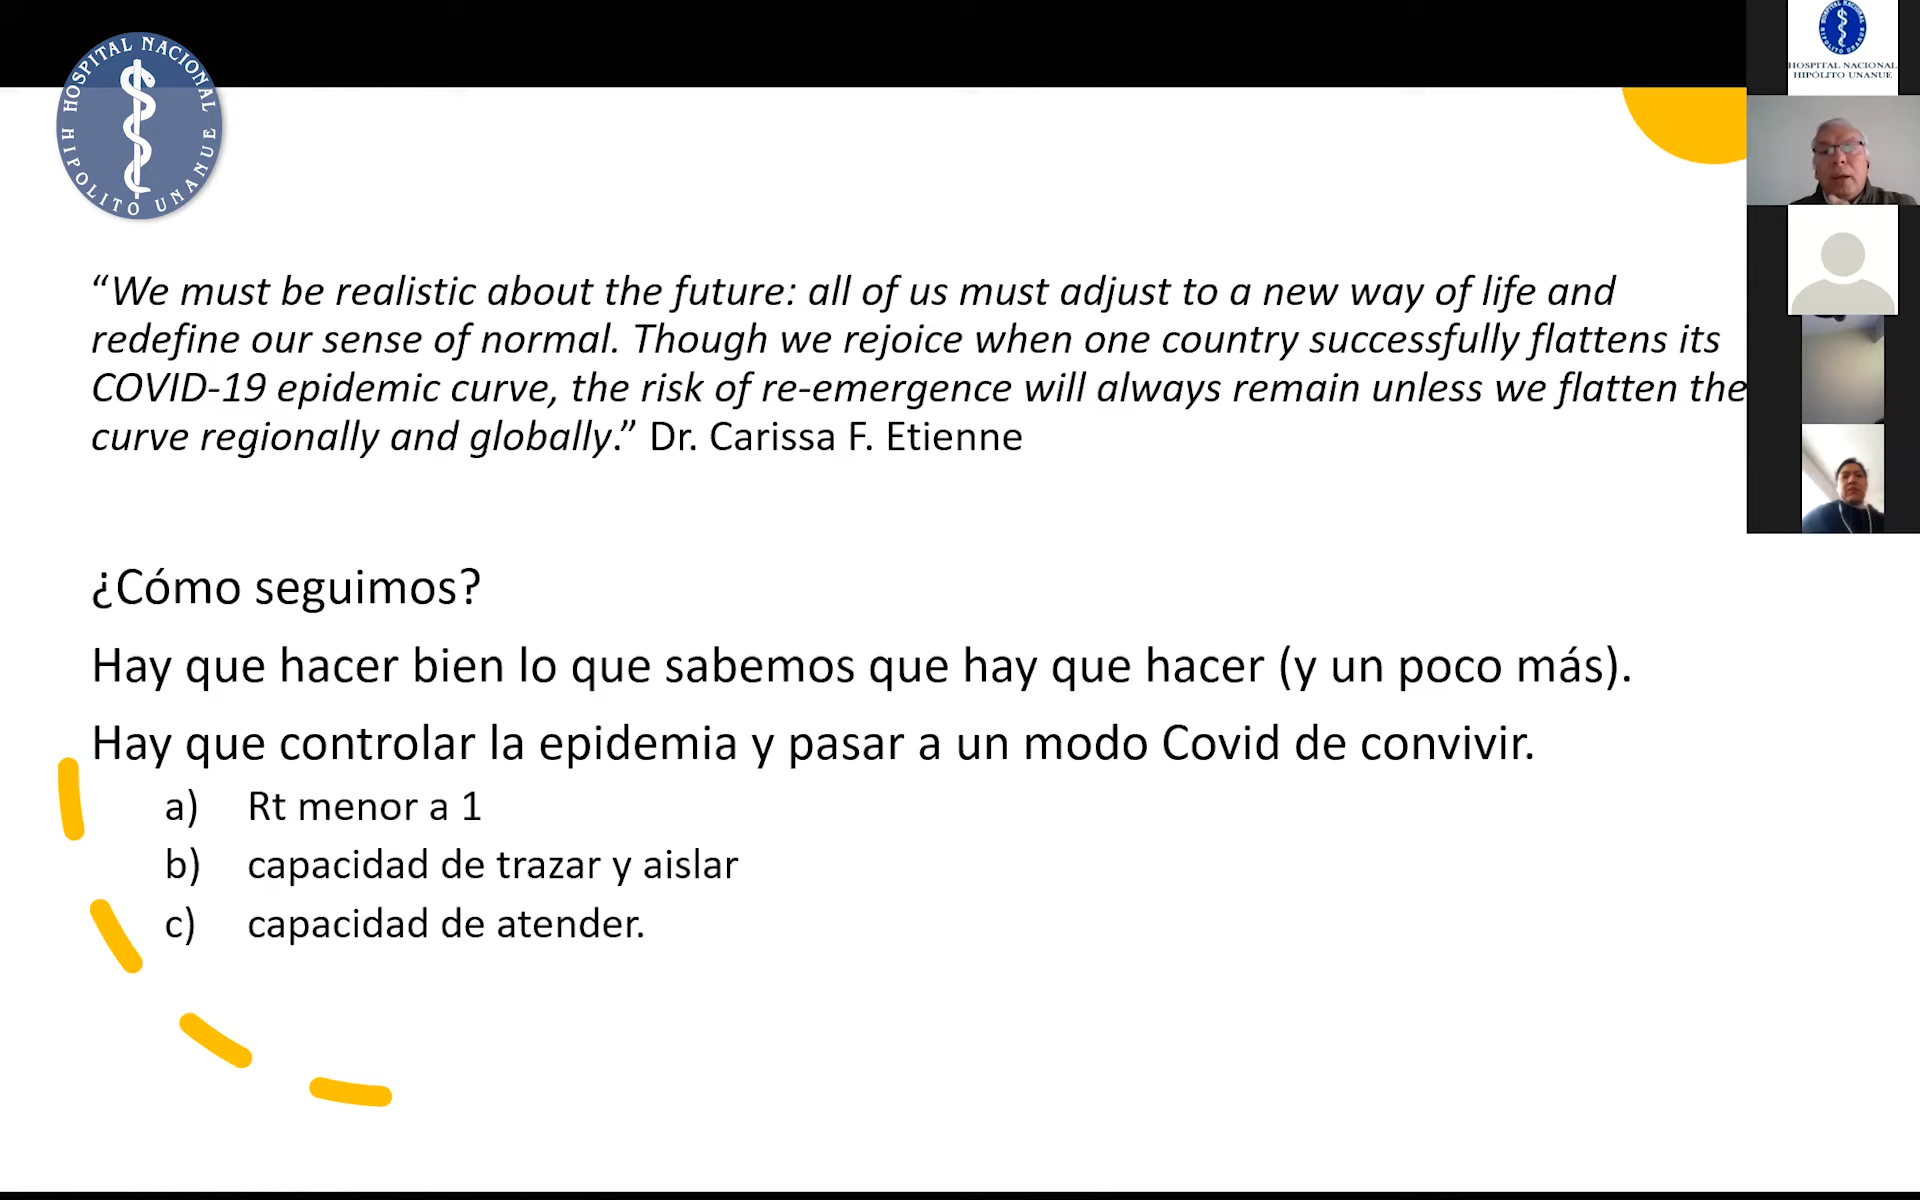 HOSPITAL NACIONAL
HIPOLITO UNANUE
“We must be realistic about the future: all of us must adjust to a new way of life and
redefine our sense of normal. Though we rejoice when one country successfully flattens its
COVID-19 epidemic curve, the risk of re-emergence will always remain unless we flatten the
curve regionally and globally.” Dr. Carissa F. Etienne
¿Cómo seguimos?
Hay que hacer bien lo que sabemos que hay que hacer (y un poco más).
Hay que controlar la epidemia y pasar a un modo Covid de convivir.
a) Rt menor a 1
b) capacidad de trazar y aislar
c) capacidad de atender.
HOSPITAL NACIONAL
HIPOLITO UNANUE
HOSPITAL NACIONAL
HIPÓLITO UNANUE